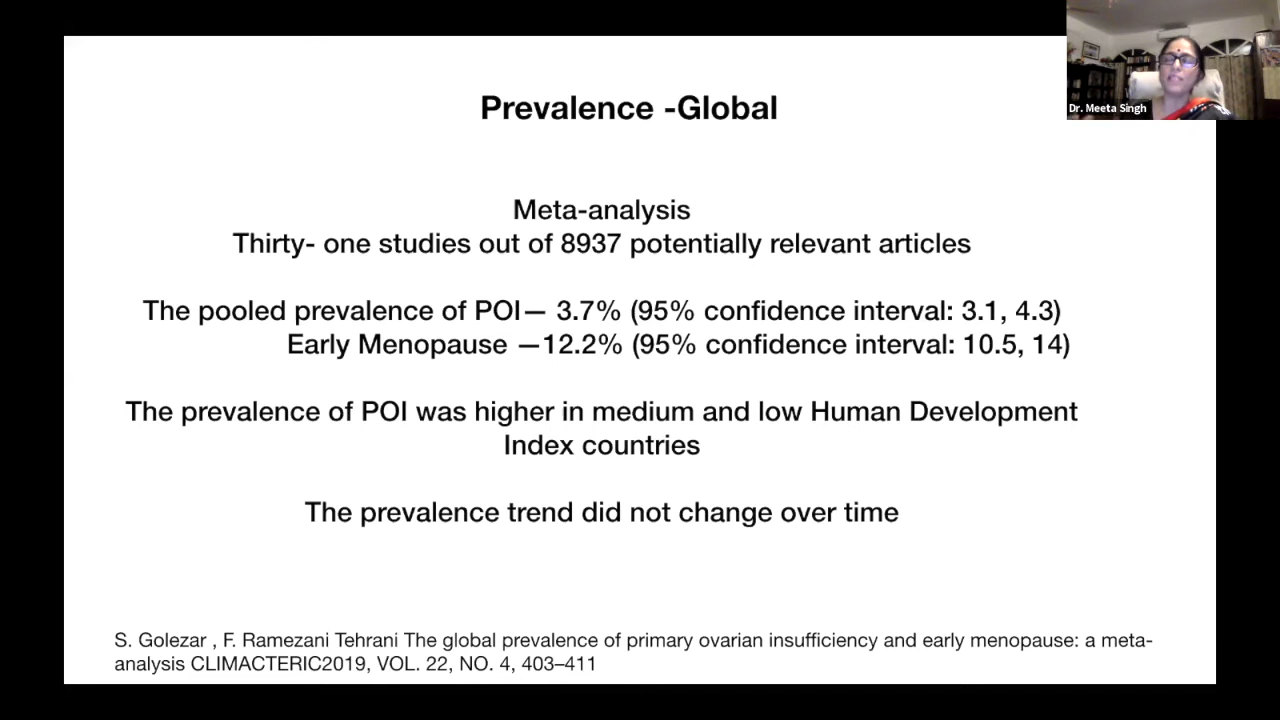 Dr. Meeta Singh
Prevalence -Global
Meta-analysis
Thirty- one studies out of 8937 potentially relevant articles
The pooled prevalence of POI— 3.7% (95% confidence interval: 3.1, 4.3)
Early Menopause —12.2% (95% confidence interval: 10.5, 14)
The prevalence of POI was higher in medium and low Human Development
Index countries
The prevalence trend did not change over time
S. Golezar , F. Ramezani Tehrani The global prevalence of primary ovarian insufficiency and early menopause: a meta-
analysis CLIMACTERIC2019, VOL. 22, NO. 4, 403–411